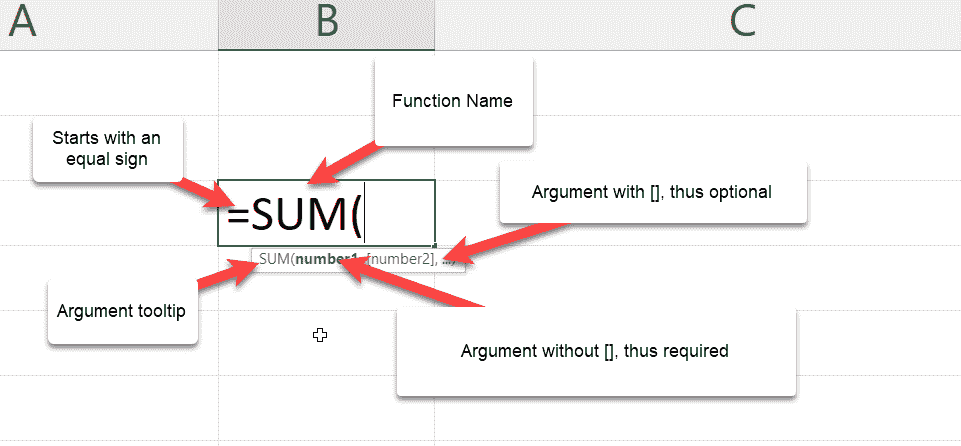 A B C
Function Name
Starts with an
equal sign
Argument with [], thus optional
=SUM(
SUM(number1, [number2], ...)
Argument tooltip
Argument without [], thus required